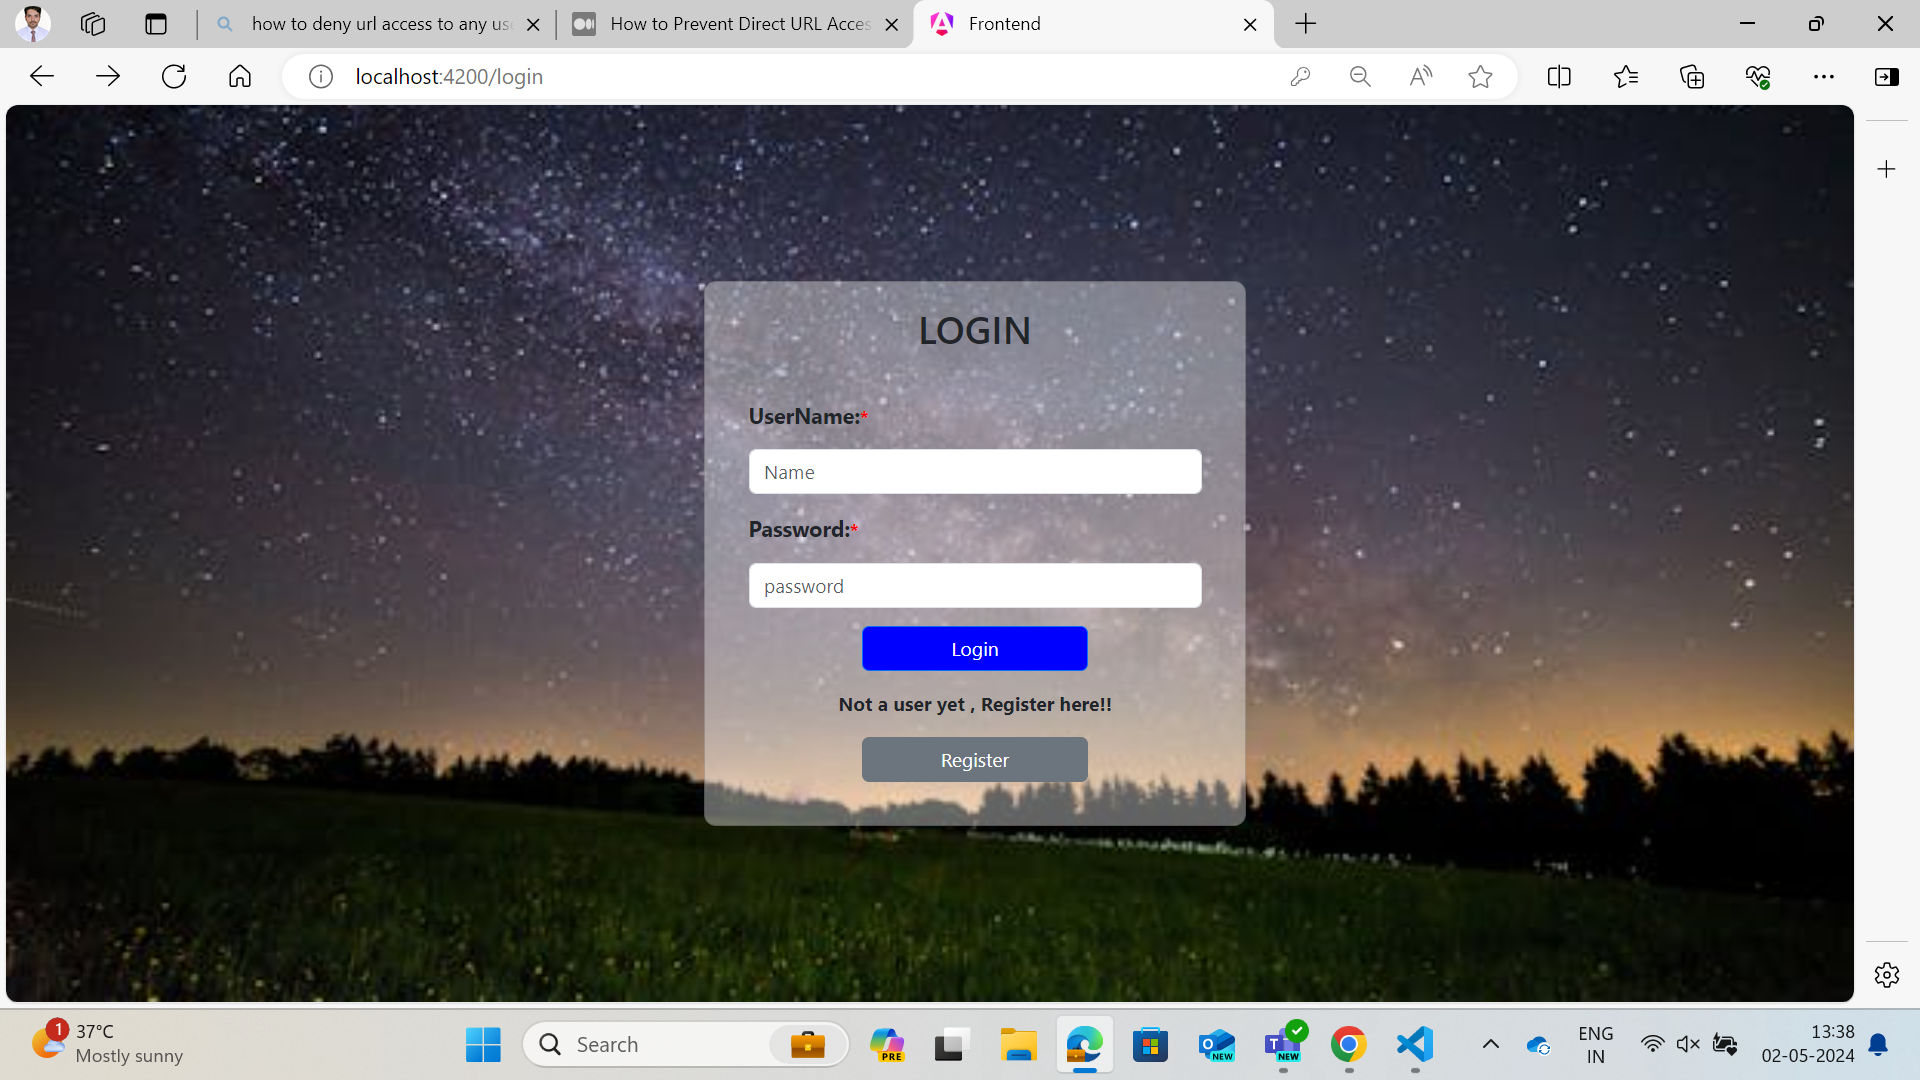 how to deny url access to any use
How to Prevent Direct URL Acces
Frontend
localhost:4200/login
LOGIN
UserName:*
Name
Password:*
password
Login
Not a user yet , Register here!!
Register
1
37°C
Mostly sunny
Search
PRE
NEW
NEW
ENG
IN
13:38
02-05-2024